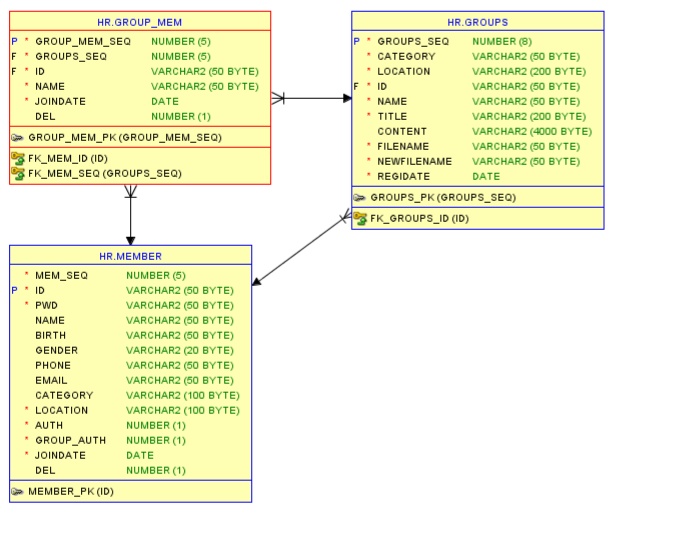 HR.GROUP_MEM
P * GROUP_MEM_SEQ NUMBER (5)
F * GROUPS_SEQ NUMBER (5)
F * ID VARCHAR2 (50 BYTE)
* NAME VARCHAR2 (50 BYTE)
* JOINDATE DATE
DEL NUMBER (1)
GROUP_MEM_PK (GROUP_MEM_SEQ)
FK_MEM_ID (ID)
FK_MEM_SEQ (GROUPS_SEQ)
HR.GROUPS
P * GROUPS_SEQ NUMBER (8)
* CATEGORY VARCHAR2 (50 BYTE)
* LOCATION VARCHAR2 (200 BYTE)
F * ID VARCHAR2 (50 BYTE)
* NAME VARCHAR2 (50 BYTE)
* TITLE VARCHAR2 (200 BYTE)
CONTENT VARCHAR2 (4000 BYTE)
* FILENAME VARCHAR2 (50 BYTE)
* NEWFILENAME VARCHAR2 (50 BYTE)
* REGIDATE DATE
GROUPS_PK (GROUPS_SEQ)
FK_GROUPS_ID (ID)
HR.MEMBER
* MEM_SEQ NUMBER (5)
P * ID VARCHAR2 (50 BYTE)
* PWD VARCHAR2 (50 BYTE)
NAME VARCHAR2 (50 BYTE)
BIRTH VARCHAR2 (50 BYTE)
GENDER VARCHAR2 (20 BYTE)
PHONE VARCHAR2 (50 BYTE)
EMAIL VARCHAR2 (50 BYTE)
CATEGORY VARCHAR2 (100 BYTE)
* LOCATION VARCHAR2 (100 BYTE)
* AUTH NUMBER (1)
* GROUP_AUTH NUMBER (1)
* JOINDATE DATE
DEL NUMBER (1)
MEMBER_PK (ID)